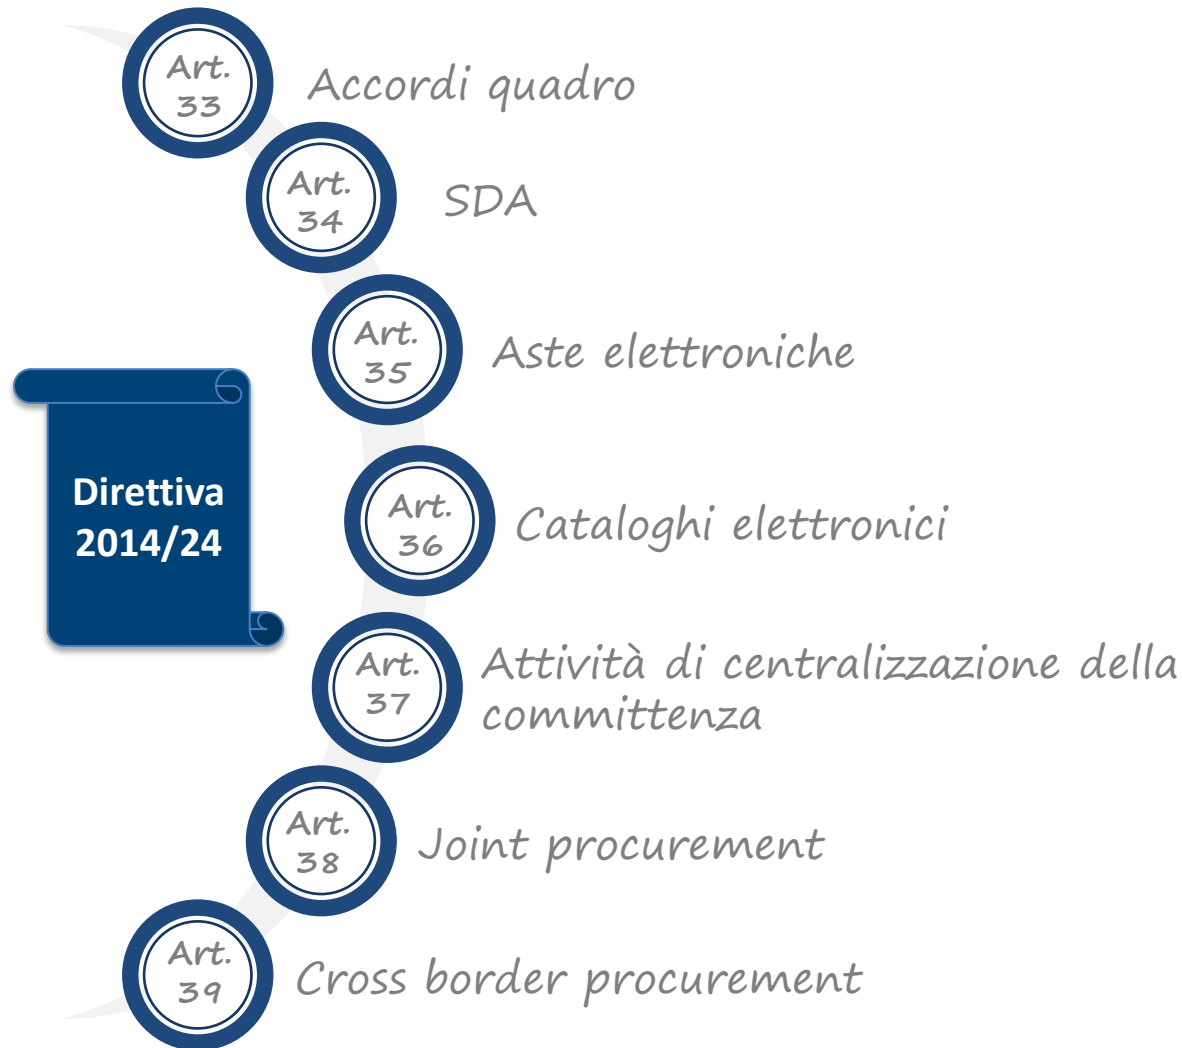 Art.
33
Accordi quadro
Art.
34
SDA
Art.
35
Aste elettroniche
Direttiva
2014/24
Art.
36
Cataloghi elettronici
Art.
37
Attività di centralizzazione della
committenza
Art.
38
Joint procurement
Art.
39
Cross border procurement